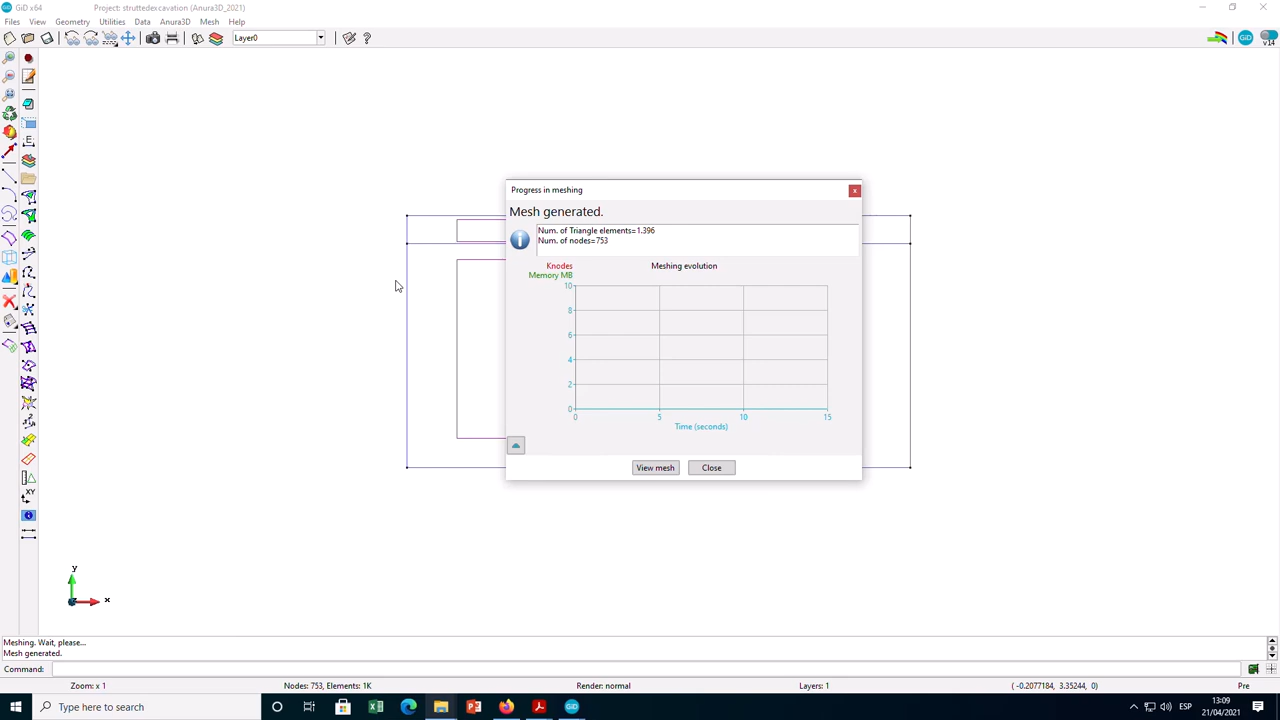 GiD x64
Project: struttedexcavation (Anura3D_2021)
Files View Geometry Utilities Data Anura3D Mesh Help
Layer0
GiD
v14
Progress in meshing
x
Mesh generated.
Num. of Triangle elements=1.396
Num. of nodes=753
Knodes
Memory MB
Meshing evolution
10
8
6
4
2
0
0 5 10 15
Time (seconds)
View mesh Close
y
x
Meshing. Wait, please...
Mesh generated.
Command:
Zoom: x 1 Nodes: 753, Elements: 1K Render: normal Layers: 1 ( -0.2077184, 3.35244, 0) Pre
Type here to search
ESP
13:09
21/04/2021